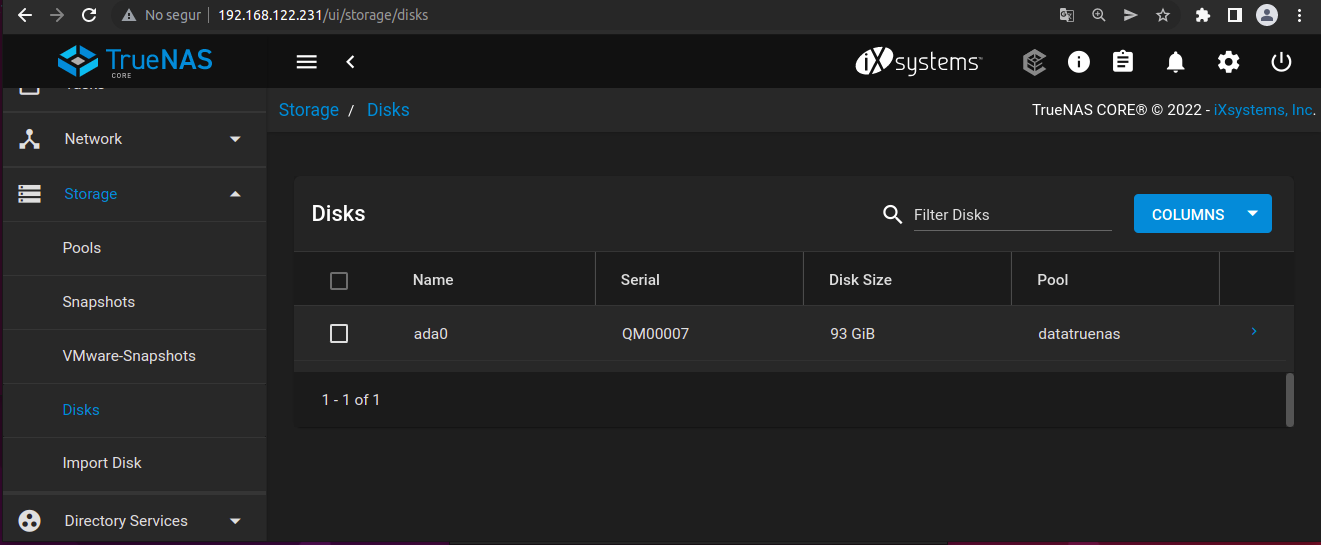 No segur 192.168.122.231/ui/storage/disks
TrueNAS
CORE
iXsystems™
Tasks
Storage / Disks
TrueNAS CORE® © 2022 - iXsystems, Inc.
Network
Storage
Pools
Snapshots
VMware-Snapshots
Disks
Import Disk
Directory Services
Disks
Filter Disks
COLUMNS
Name Serial Disk Size Pool
ada0 QM00007 93 GiB datatruenas
1 - 1 of 1